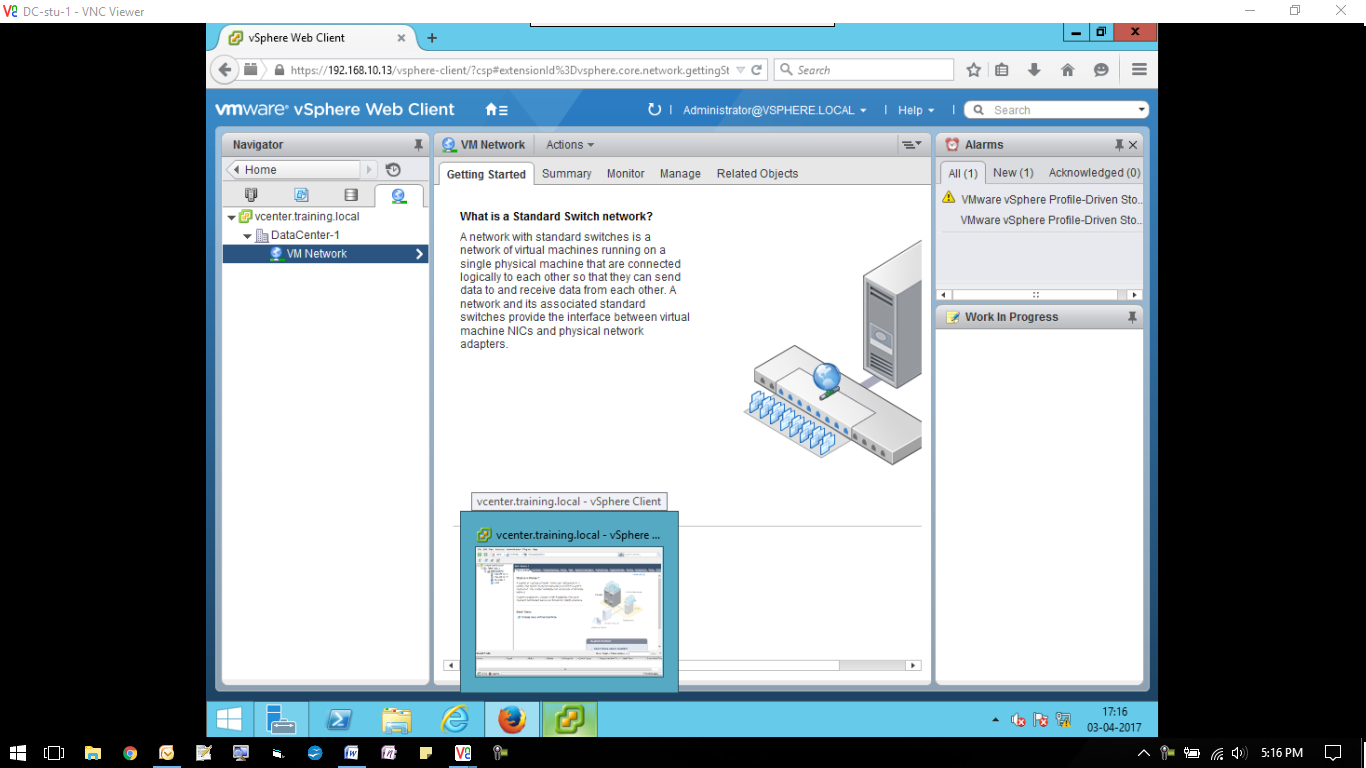 DC-stu-1 - VNC Viewer
vSphere Web Client
https://192.168.10.13/vsphere-client/?csp#extensionId%3Dvsphere.core.network.gettingSt
Search
vmware® vSphere Web Client
Administrator@VSPHERE.LOCAL
Help
Search
Navigator
Home
vcenter.training.local
DataCenter-1
VM Network
VM Network
Actions
Getting Started
Summary
Monitor
Manage
Related Objects
What is a Standard Switch network?
A network with standard switches is a
network of virtual machines running on a
single physical machine that are connected
logically to each other so that they can send
data to and receive data from each other. A
network and its associated standard
switches provide the interface between virtual
machine NICs and physical network
adapters.
Alarms
All (1)
New (1)
Acknowledged (0)
VMware vSphere Profile-Driven Sto...
VMware vSphere Profile-Driven Sto...
Work In Progress
vcenter.training.local - vSphere Client
vcenter.training.local - vSphere ...
17:16
03-04-2017
5:16 PM